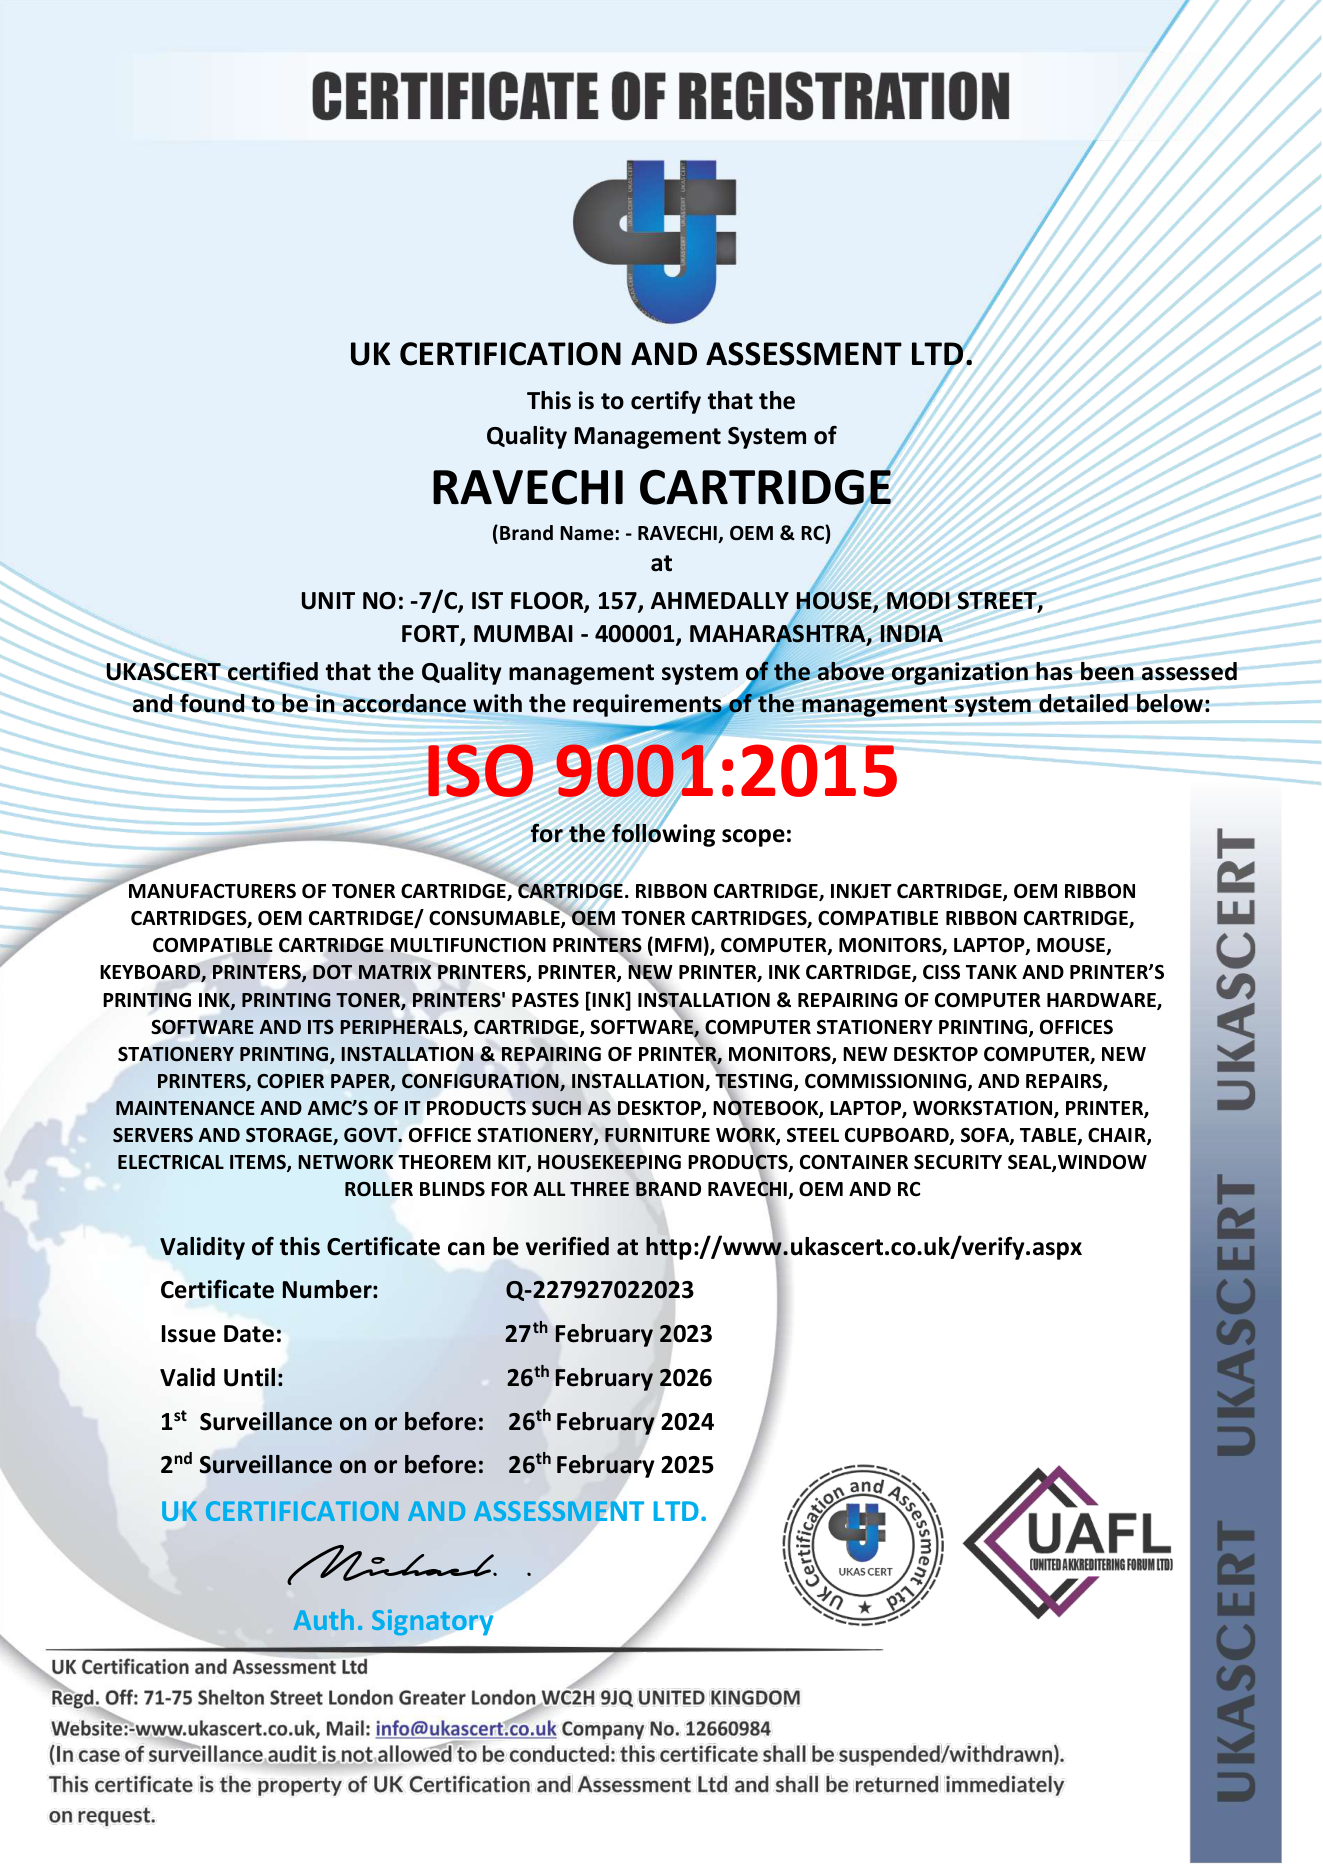 CERTIFICATE OF REGISTRATION
UK CERTIFICATION AND ASSESSMENT LTD.
This is to certify that the
Quality Management System of
RAVECHI CARTRIDGE
(Brand Name: - RAVECHI, OEM & RC)
at
UNIT NO: -7/C, IST FLOOR, 157, AHMEDALLY HOUSE, MODI STREET,
FORT, MUMBAI - 400001, MAHARASHTRA, INDIA
UKASCERT certified that the Quality management system of the above organization has been assessed
and found to be in accordance with the requirements of the management system detailed below:
ISO 9001:2015
for the following scope:
MANUFACTURERS OF TONER CARTRIDGE, CARTRIDGE. RIBBON CARTRIDGE, INKJET CARTRIDGE, OEM RIBBON
CARTRIDGES, OEM CARTRIDGE/ CONSUMABLE, OEM TONER CARTRIDGES, COMPATIBLE RIBBON CARTRIDGE,
COMPATIBLE CARTRIDGE MULTIFUNCTION PRINTERS (MFM), COMPUTER, MONITORS, LAPTOP, MOUSE,
KEYBOARD, PRINTERS, DOT MATRIX PRINTERS, PRINTER, NEW PRINTER, INK CARTRIDGE, CISS TANK AND PRINTER’S
PRINTING INK, PRINTING TONER, PRINTERS' PASTES [INK] INSTALLATION & REPAIRING OF COMPUTER HARDWARE,
SOFTWARE AND ITS PERIPHERALS, CARTRIDGE, SOFTWARE, COMPUTER STATIONERY PRINTING, OFFICES
STATIONERY PRINTING, INSTALLATION & REPAIRING OF PRINTER, MONITORS, NEW DESKTOP COMPUTER, NEW
PRINTERS, COPIER PAPER, CONFIGURATION, INSTALLATION, TESTING, COMMISSIONING, AND REPAIRS,
MAINTENANCE AND AMC’S OF IT PRODUCTS SUCH AS DESKTOP, NOTEBOOK, LAPTOP, WORKSTATION, PRINTER,
SERVERS AND STORAGE, GOVT. OFFICE STATIONERY, FURNITURE WORK, STEEL CUPBOARD, SOFA, TABLE, CHAIR,
ELECTRICAL ITEMS, NETWORK THEOREM KIT, HOUSEKEEPING PRODUCTS, CONTAINER SECURITY SEAL,WINDOW
ROLLER BLINDS FOR ALL THREE BRAND RAVECHI, OEM AND RC
Validity of this Certificate can be verified at http://www.ukascert.co.uk/verify.aspx
Certificate Number: Q-227927022023
Issue Date: 27th February 2023
Valid Until: 26th February 2026
1st Surveillance on or before: 26th February 2024
2nd Surveillance on or before: 26th February 2025
UK CERTIFICATION AND ASSESSMENT LTD.
Michael.
Auth. Signatory
UK Certification and Assessment Ltd
UKAS CERT
UAFL
(UNITED AKKREDITERING FORUM LTD)
UKASCERT UKASCERT UKASCERT
UK Certification and Assessment Ltd
Regd. Off: 71-75 Shelton Street London Greater London WC2H 9JQ UNITED KINGDOM
Website:-www.ukascert.co.uk, Mail: info@ukascert.co.uk Company No. 12660984
(In case of surveillance audit is not allowed to be conducted: this certificate shall be suspended/withdrawn).
This certificate is the property of UK Certification and Assessment Ltd and shall be returned immediately
on request.